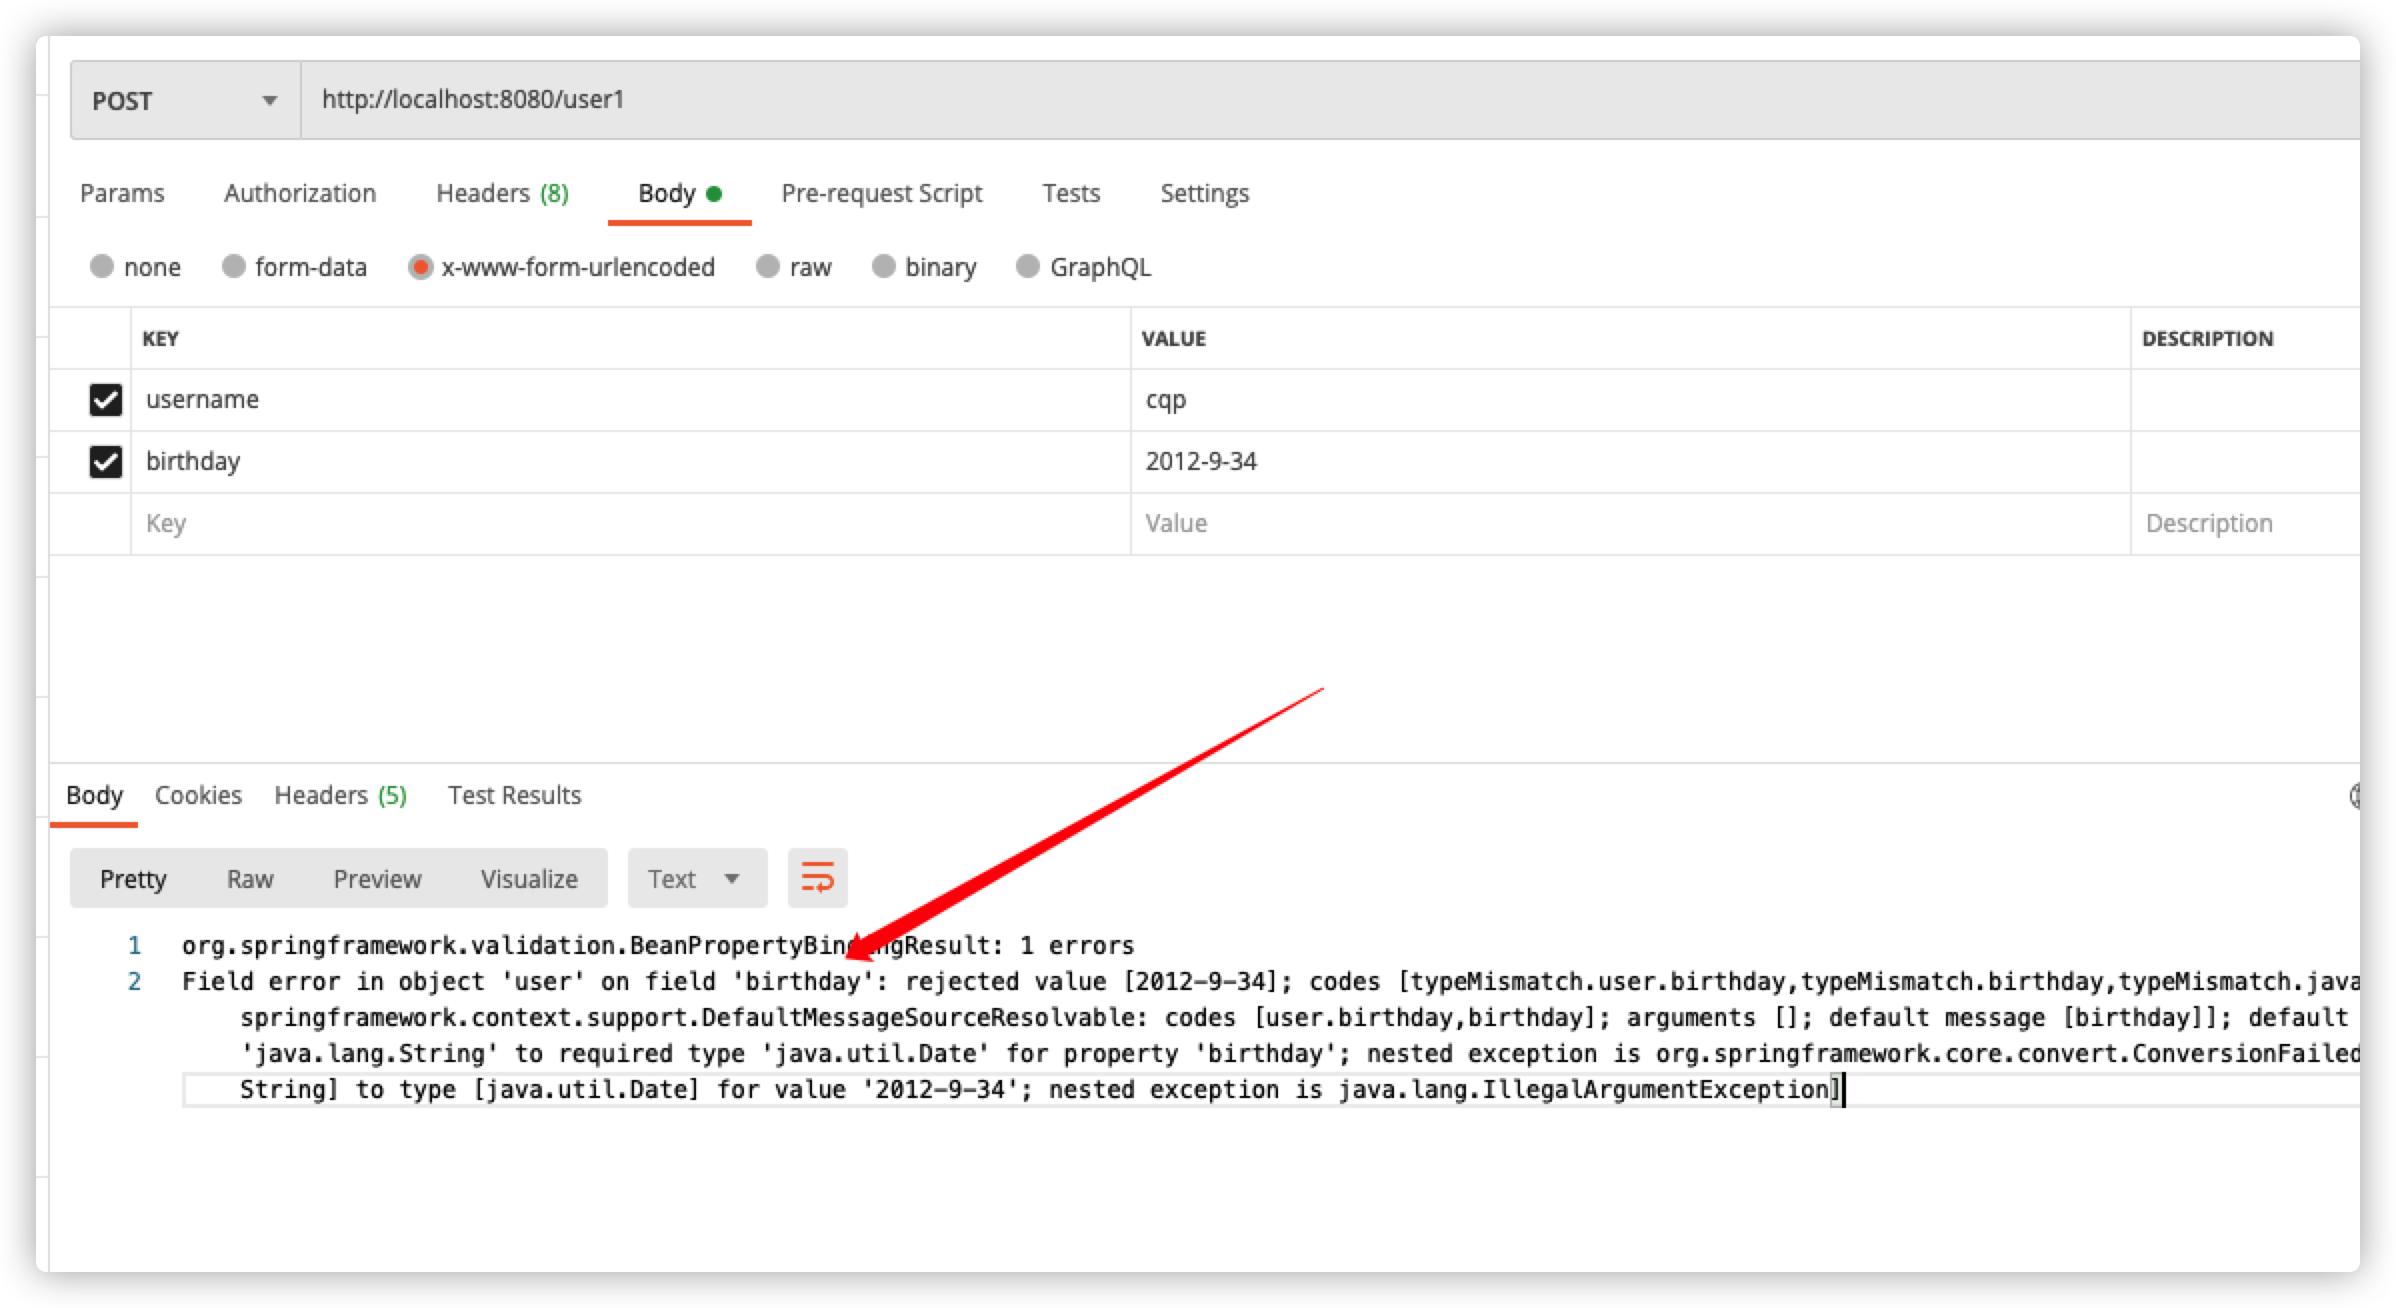 POST http://localhost:8080/user1
Params Authorization Headers (8) Body Pre-request Script Tests Settings
none form-data x-www-form-urlencoded raw binary GraphQL
KEY VALUE DESCRIPTION
username cqp
birthday 2012-9-34
Key Value Description
Body Cookies Headers (5) Test Results
Pretty Raw Preview Visualize Text
1 org.springframework.validation.BeanPropertyBindingResult: 1 errors
2 Field error in object 'user' on field 'birthday': rejected value [2012-9-34]; codes [typeMismatch.user.birthday,typeMismatch.birthday,typeMismatch.java
springframework.context.support.DefaultMessageSourceResolvable: codes [user.birthday,birthday]; arguments []; default message [birthday]]; default
'java.lang.String' to required type 'java.util.Date' for property 'birthday'; nested exception is org.springframework.core.convert.ConversionFailed
String] to type [java.util.Date] for value '2012-9-34'; nested exception is java.lang.IllegalArgumentException]